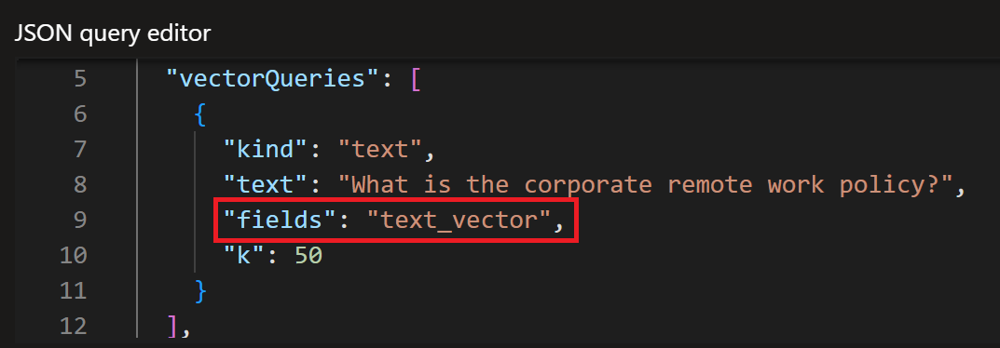 JSON query editor
5 "vectorQueries": [
6 {
7 "kind": "text",
8 "text": "What is the corporate remote work policy?",
9 "fields": "text_vector",
10 "k": 50
11 }
12 ],